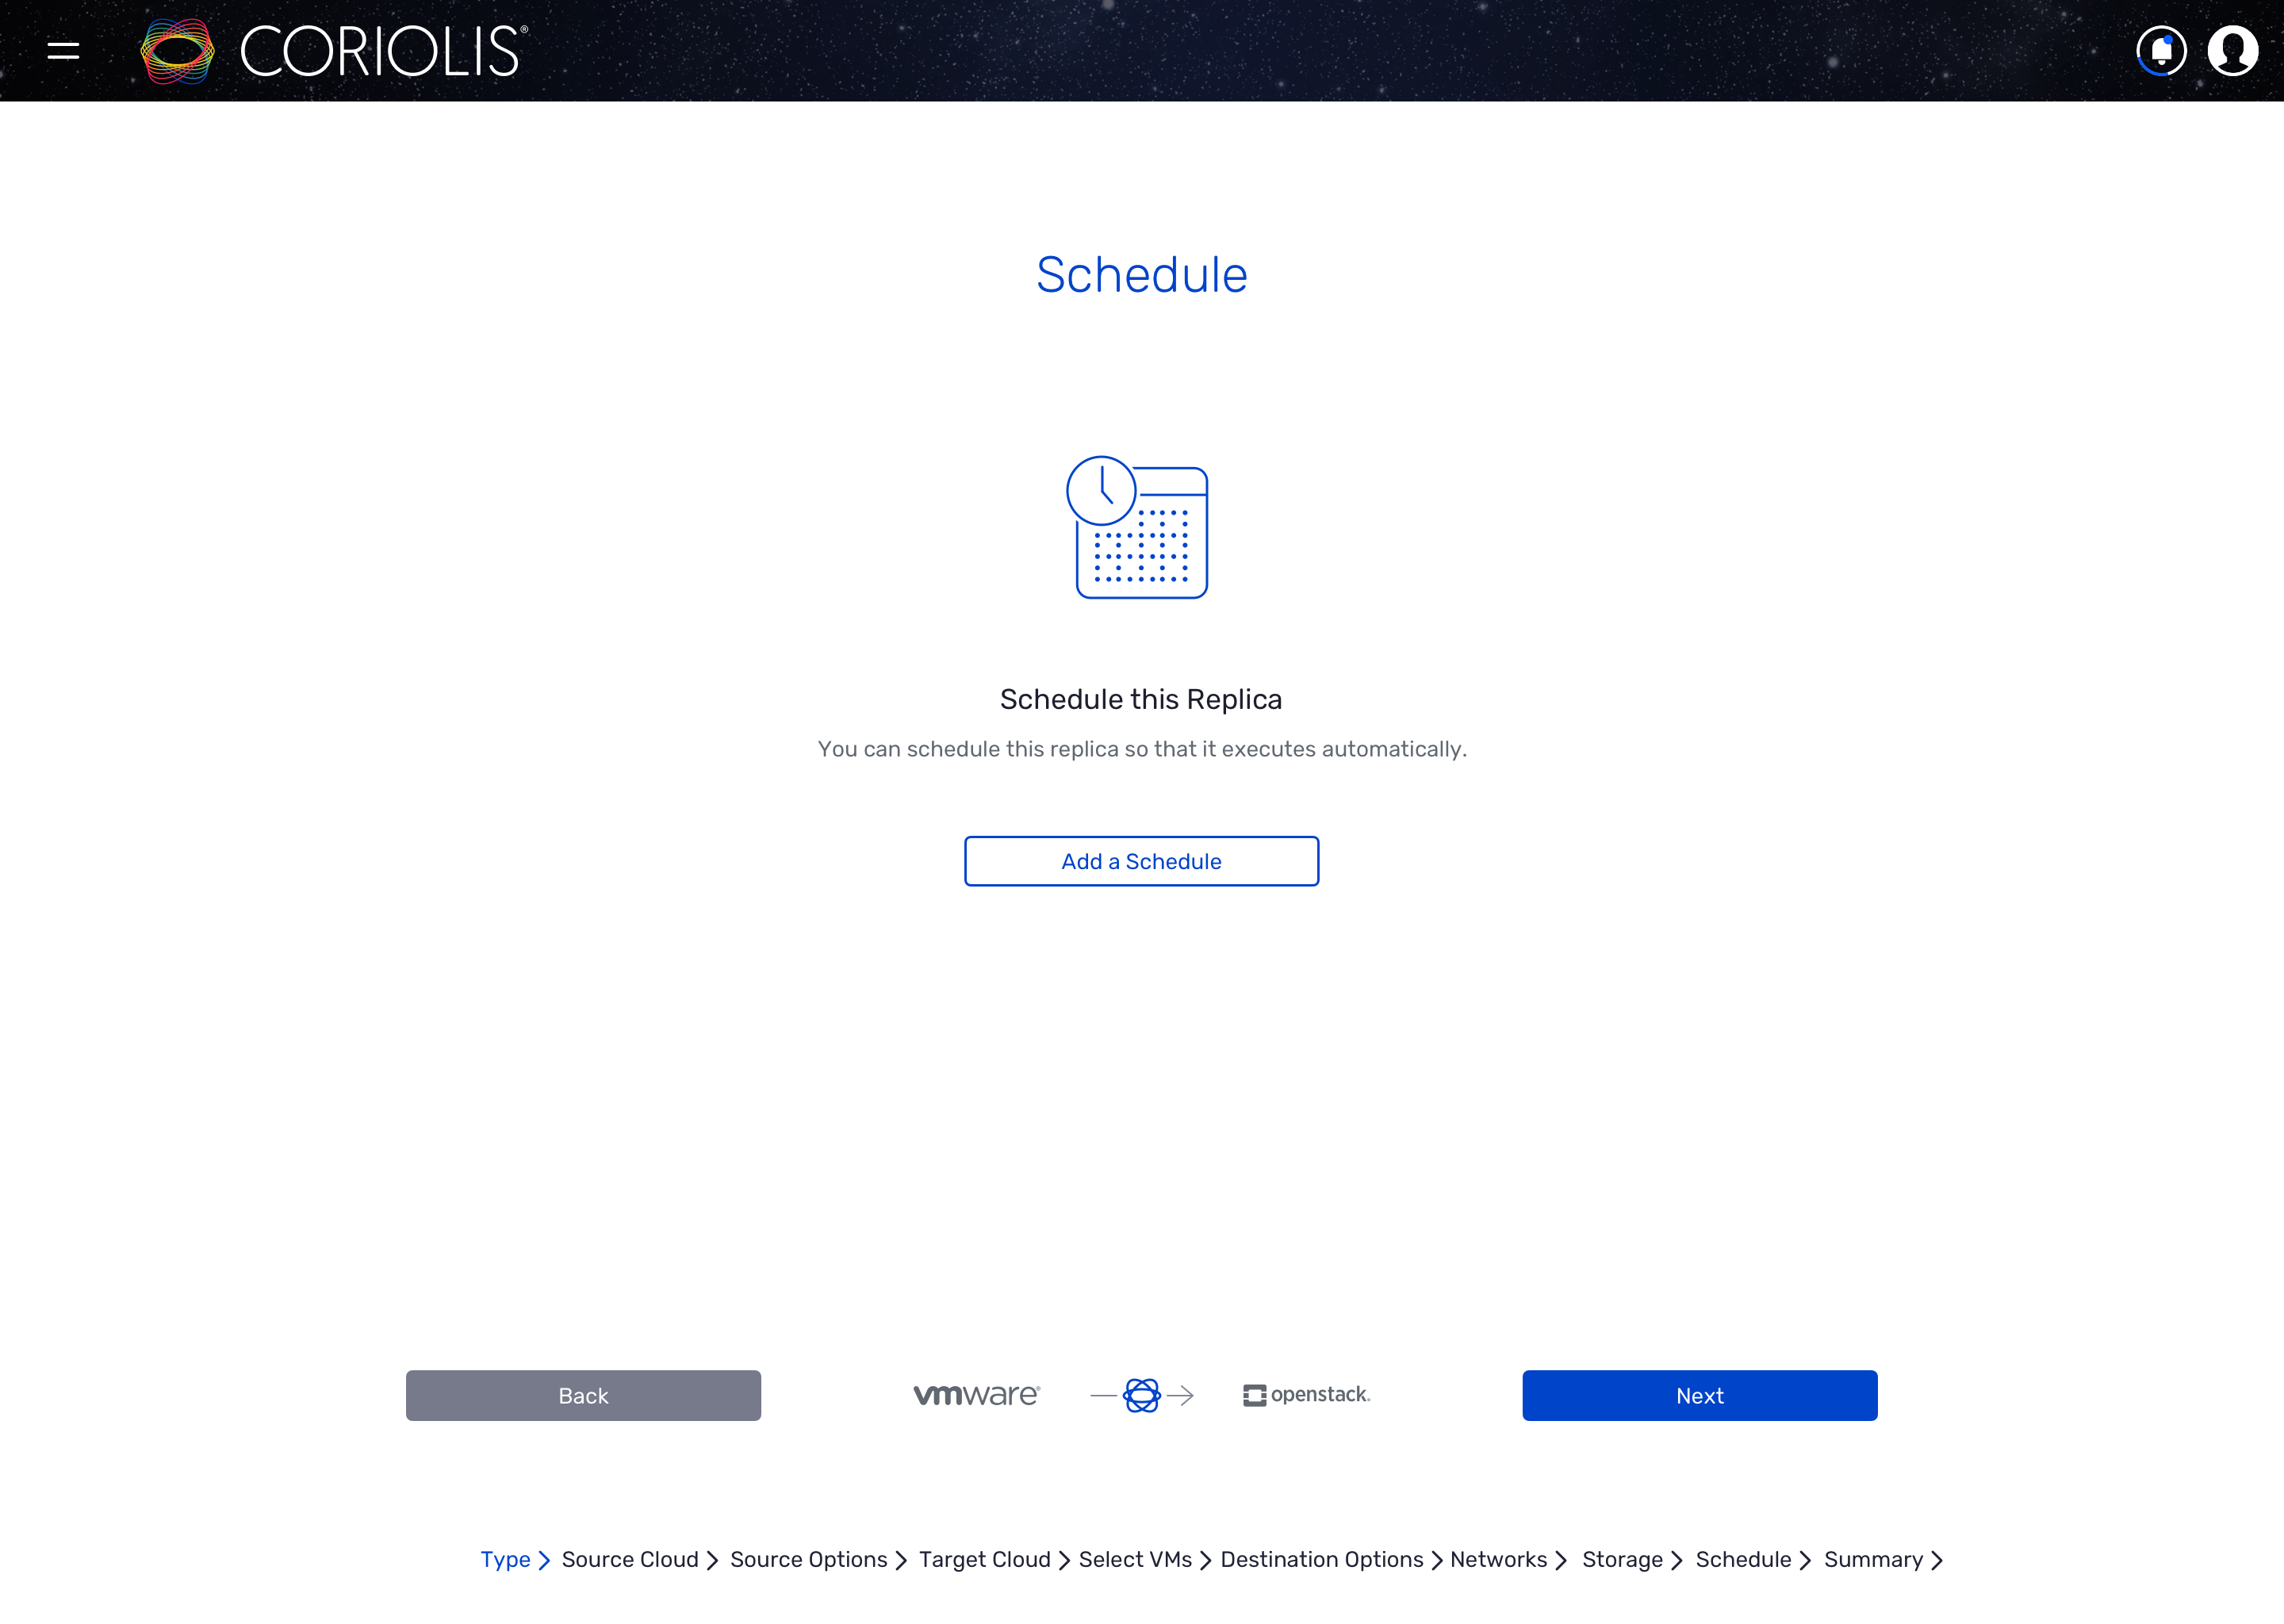 CORIOLIS®
Schedule
Schedule this Replica
You can schedule this replica so that it executes automatically.
Add a Schedule
Back
vmware®
openstack.
Next
Type Source Cloud Source Options Target Cloud Select VMs Destination Options Networks Storage Schedule Summary